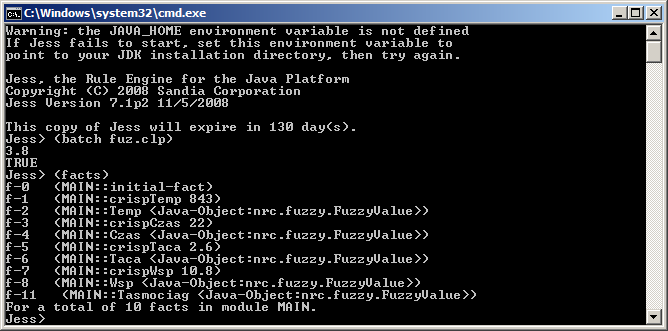 C:\Windows\system32\cmd.exe
Warning: the JAVA_HOME environment variable is not defined
If Jess fails to start, set this environment variable to
point to your JDK installation directory, then try again.
Jess, the Rule Engine for the Java Platform
Copyright (C) 2008 Sandia Corporation
Jess Version 7.1p2 11/5/2008
This copy of Jess will expire in 130 day(s).
Jess> (batch fuz.clp)
3.8
TRUE
Jess> (facts)
f-0   (MAIN::initial-fact)
f-1   (MAIN::crispTemp 843)
f-2   (MAIN::Temp <Java-Object:nrc.fuzzy.FuzzyValue>)
f-3   (MAIN::crispCzas 22)
f-4   (MAIN::Czas <Java-Object:nrc.fuzzy.FuzzyValue>)
f-5   (MAIN::crispTaca 2.6)
f-6   (MAIN::Taca <Java-Object:nrc.fuzzy.FuzzyValue>)
f-7   (MAIN::crispWsp 10.8)
f-8   (MAIN::Wsp <Java-Object:nrc.fuzzy.FuzzyValue>)
f-11   (MAIN::Tasmociag <Java-Object:nrc.fuzzy.FuzzyValue>)
For a total of 10 facts in module MAIN.
Jess>